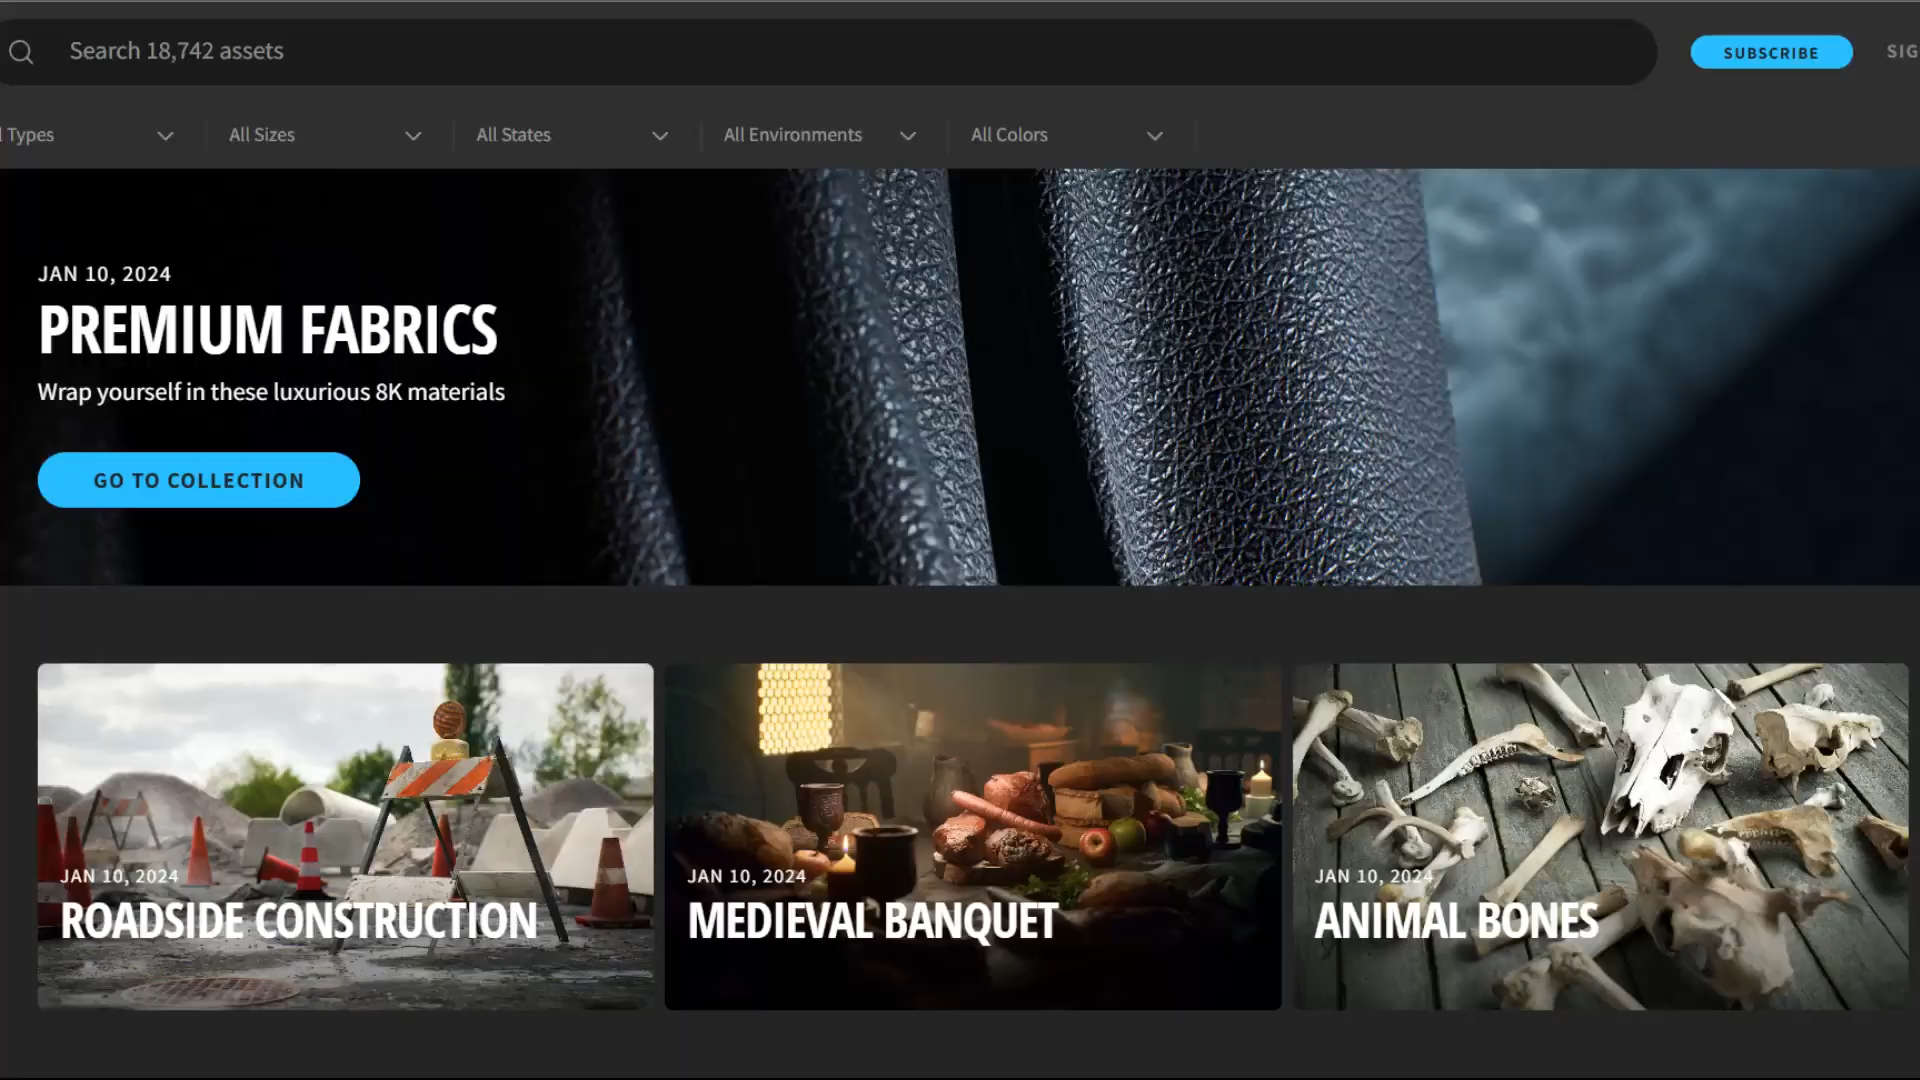 Search 18,742 assets
SUBSCRIBE
SIG
Types
All Sizes
All States
All Environments
All Colors
JAN 10, 2024
PREMIUM FABRICS
Wrap yourself in these luxurious 8K materials
GO TO COLLECTION
JAN 10, 2024
ROADSIDE CONSTRUCTION
JAN 10, 2024
MEDIEVAL BANQUET
JAN 10, 2024
ANIMAL BONES